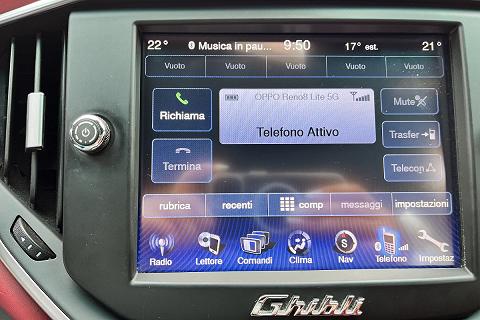 22° Musica in pau... 9:50 17° est. 21°
Vuoto Vuoto Vuoto Vuoto Vuoto
OPPO Reno8 Lite 5G
Richiama
Telefono Attivo
Mute
Trasfer
Termina
Telecon
rubrica recenti comp messaggi impostazioni
Radio Lettore Comandi Clima Nav Telefono Impostaz
Ghibli